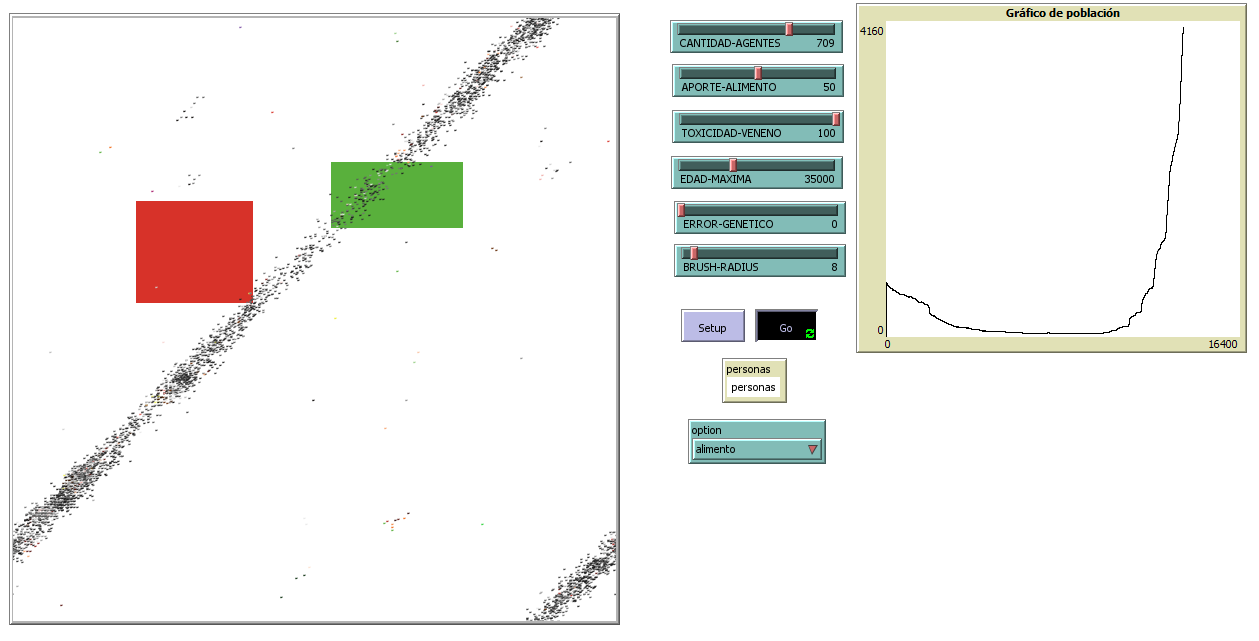 CANTIDAD-AGENTES 709
APORTE-ALIMENTO 50
TOXICIDAD-VENENO 100
EDAD-MAXIMA 35000
ERROR-GENETICO 0
BRUSH-RADIUS 8
Setup Go
personas
personas
option
alimento
Gráfico de población
4160
0
0 16400